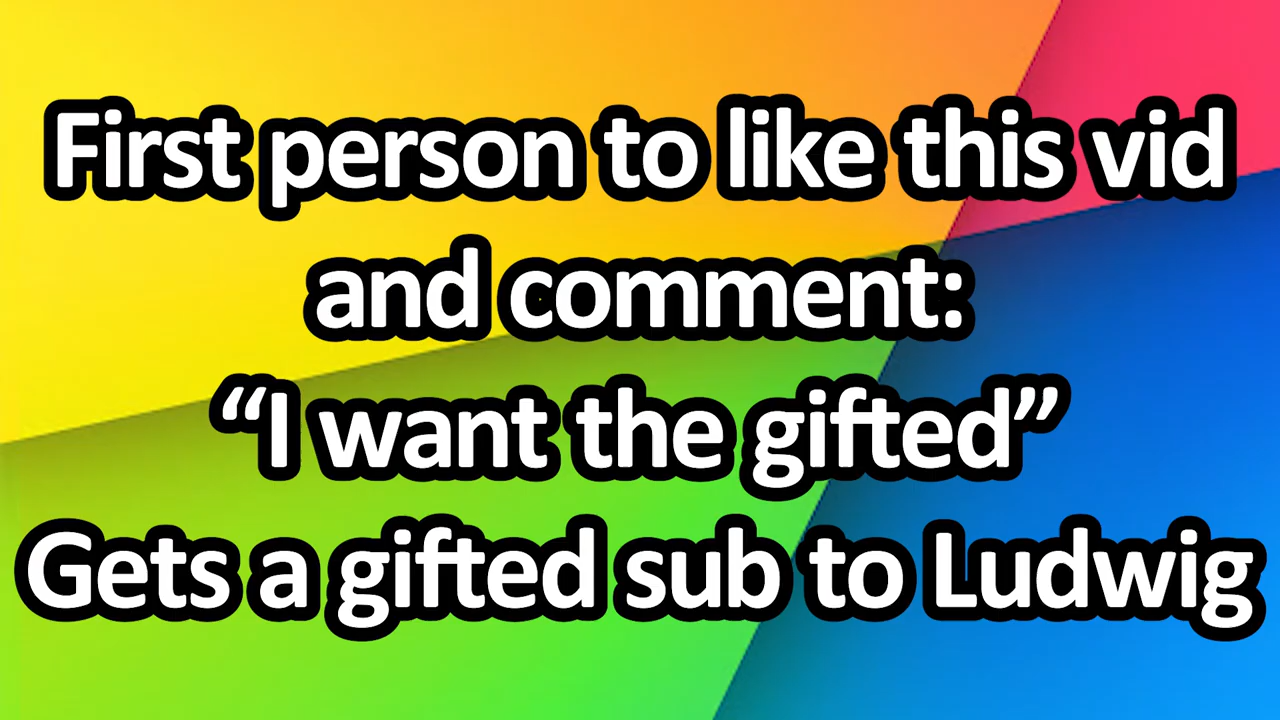 First person to like this vid
and comment:
“I want the gifted”
Gets a gifted sub to Ludwig